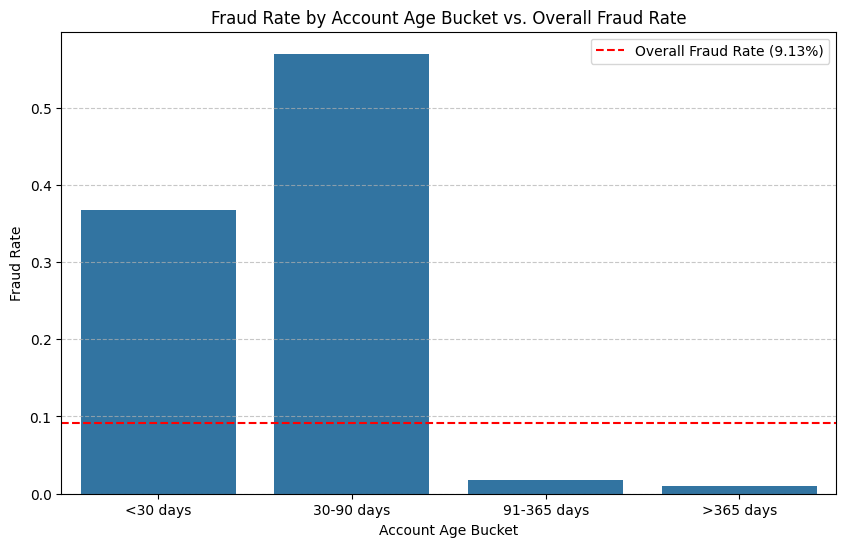 Fraud Rate by Account Age Bucket vs. Overall Fraud Rate
Overall Fraud Rate (9.13%)
Fraud Rate
0.5
0.4
0.3
0.2
0.1
0.0
<30 days
30-90 days
91-365 days
>365 days
Account Age Bucket